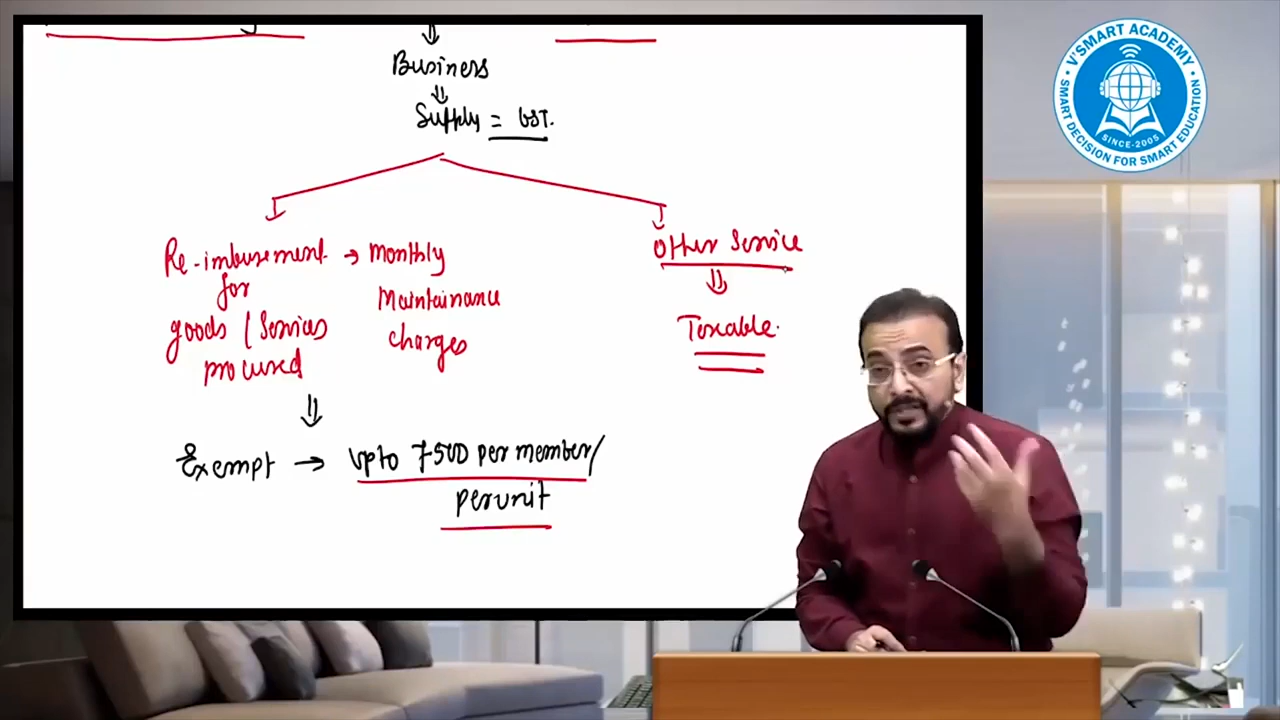 Business
Supply = GST.
Re-imbursement → Monthly
for
Maintainance
goods / Services
charges
procured
Other Service
Taxable.
Exempt → upto 7500 per member/
per unit
V'SMART ACADEMY
SINCE-2005
SMART DECISION FOR SMART EDUCATION